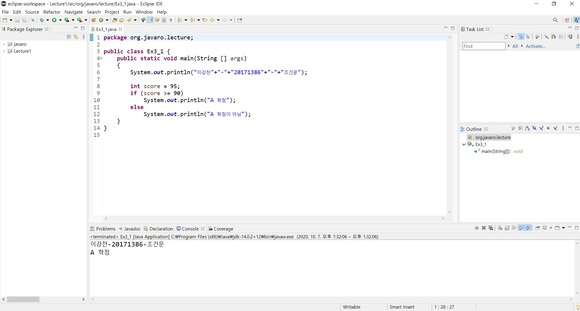 eclipse-workspace - Lecture1/src/org/javaro/lecture/Ex3_1.java - Eclipse IDE
File Edit Source Refactor Navigate Search Project Run Window Help
Package Explorer
javaro
Lecture1
Ex3_1.java
1 package org.javaro.lecture;
2
3 public class Ex3_1 {
4 public static void main(String [] args)
5 {
6 System.out.println("이강찬"+"-"+"20171386"+"-"+"조건문");
7
8 int score = 95;
9 if (score >= 90)
10 System.out.println("A 학점");
11 else
12 System.out.println("A 학점이 아님");
13 }
14 }
15
Task List
Find
All
Activate...
Outline
org.javaro.lecture
Ex3_1
main(String[]) : void
Problems Javadoc Declaration Console Coverage
<terminated> Ex3_1 [Java Application] C:₩Program Files (x86)₩Java₩jdk-14.0.2+12₩bin₩javaw.exe (2020. 10. 7. 오후 1:32:06 – 오후 1:32:06)
이강찬-20171386-조건문
A 학점
Writable
Smart Insert
1 : 28 : 27